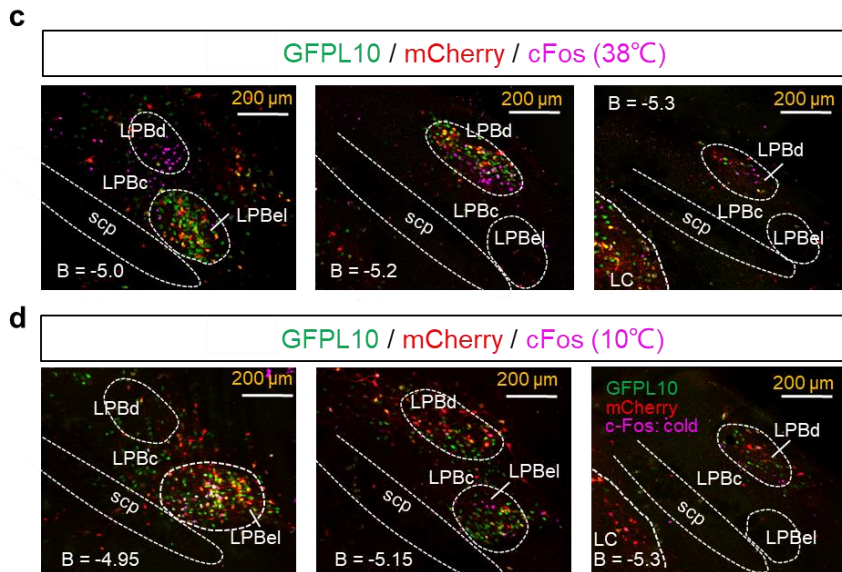 c
GFPL10 / mCherry / cFos (38℃)
200 µm
LPBd
LPBc
LPBel
scp
B = -5.0
200 µm
LPBd
LPBc
scp
LPBel
B = -5.2
B = -5.3
200 µm
LPBd
LPBc
scp
LPBel
LC
d
GFPL10 / mCherry / cFos (10℃)
200 µm
LPBd
LPBc
scp
LPBel
B = -4.95
200 µm
LPBd
LPBc
LPBel
scp
B = -5.15
200 µm
GFPL10
mCherry
c-Fos: cold
LPBd
LPBc
scp
LC
LPBel
B = -5.3